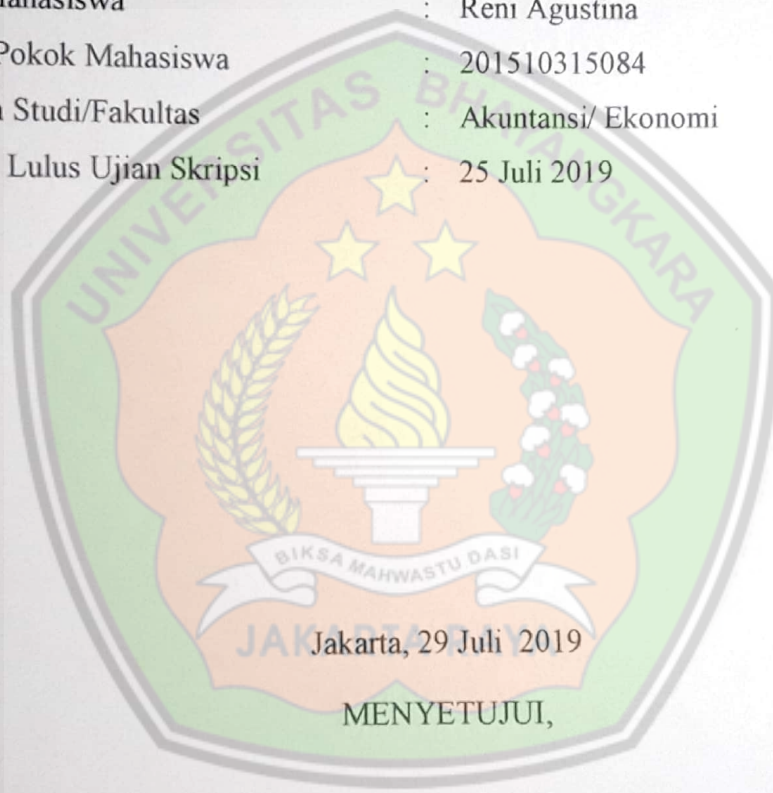 Mahasiswa : Reni Agustina
Pokok Mahasiswa : 201510315084
Studi/Fakultas : Akuntansi/ Ekonomi
Lulus Ujian Skripsi : 25 Juli 2019
UNIVERSITAS BHAYANGKARA
BIKSA MAHWASTU DASI
JAKARTA RAYA
Jakarta, 29 Juli 2019
MENYETUJUI,